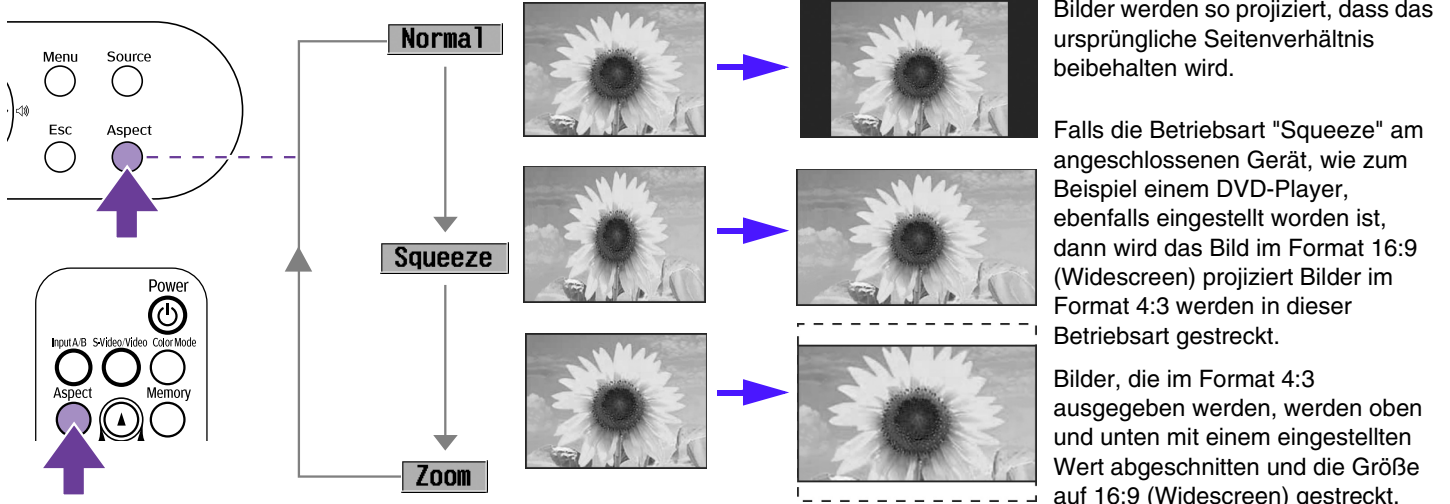 Menu
Source
Esc
Aspect
Power
Input A/B
S-Video/Video
Color Mode
Aspect
Memory
Normal
Squeeze
Zoom
Bilder werden so projiziert, dass das
ursprüngliche Seitenverhältnis
beibehalten wird.
Falls die Betriebsart "Squeeze" am
angeschlossenen Gerät, wie zum
Beispiel einem DVD-Player,
ebenfalls eingestellt worden ist,
dann wird das Bild im Format 16:9
(Widescreen) projiziert Bilder im
Format 4:3 werden in dieser
Betriebsart gestreckt.
Bilder, die im Format 4:3
ausgegeben werden, werden oben
und unten mit einem eingestellten
Wert abgeschnitten und die Größe
auf 16:9 (Widescreen) gestreckt.